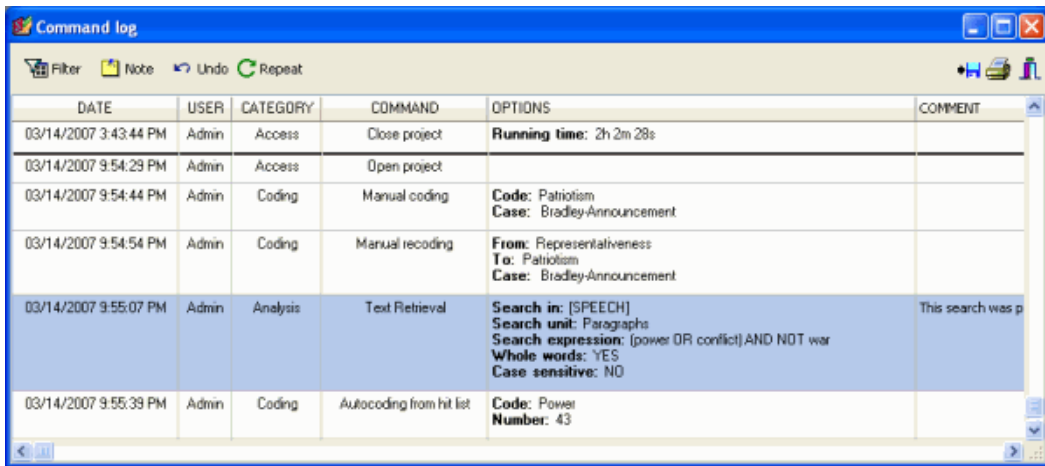 Command log
Filter Note Undo Repeat
DATE USER CATEGORY COMMAND OPTIONS COMMENT
03/14/2007 3:43:44 PM Admin Access Close project Running time: 2h 2m 28s
03/14/2007 9:54:29 PM Admin Access Open project
03/14/2007 9:54:44 PM Admin Coding Manual coding Code: Patriotism
Case: Bradley-Announcement
03/14/2007 9:54:54 PM Admin Coding Manual recoding From: Representativeness
To: Patriotism
Case: Bradley-Announcement
03/14/2007 9:55:07 PM Admin Analysis Text Retrieval Search in: [SPEECH] This search was p
Search unit: Paragraphs
Search expression: (power OR conflict) AND NOT war
Whole words: YES
Case sensitive: NO
03/14/2007 9:55:39 PM Admin Coding Autocoding from hit list Code: Power
Number: 43